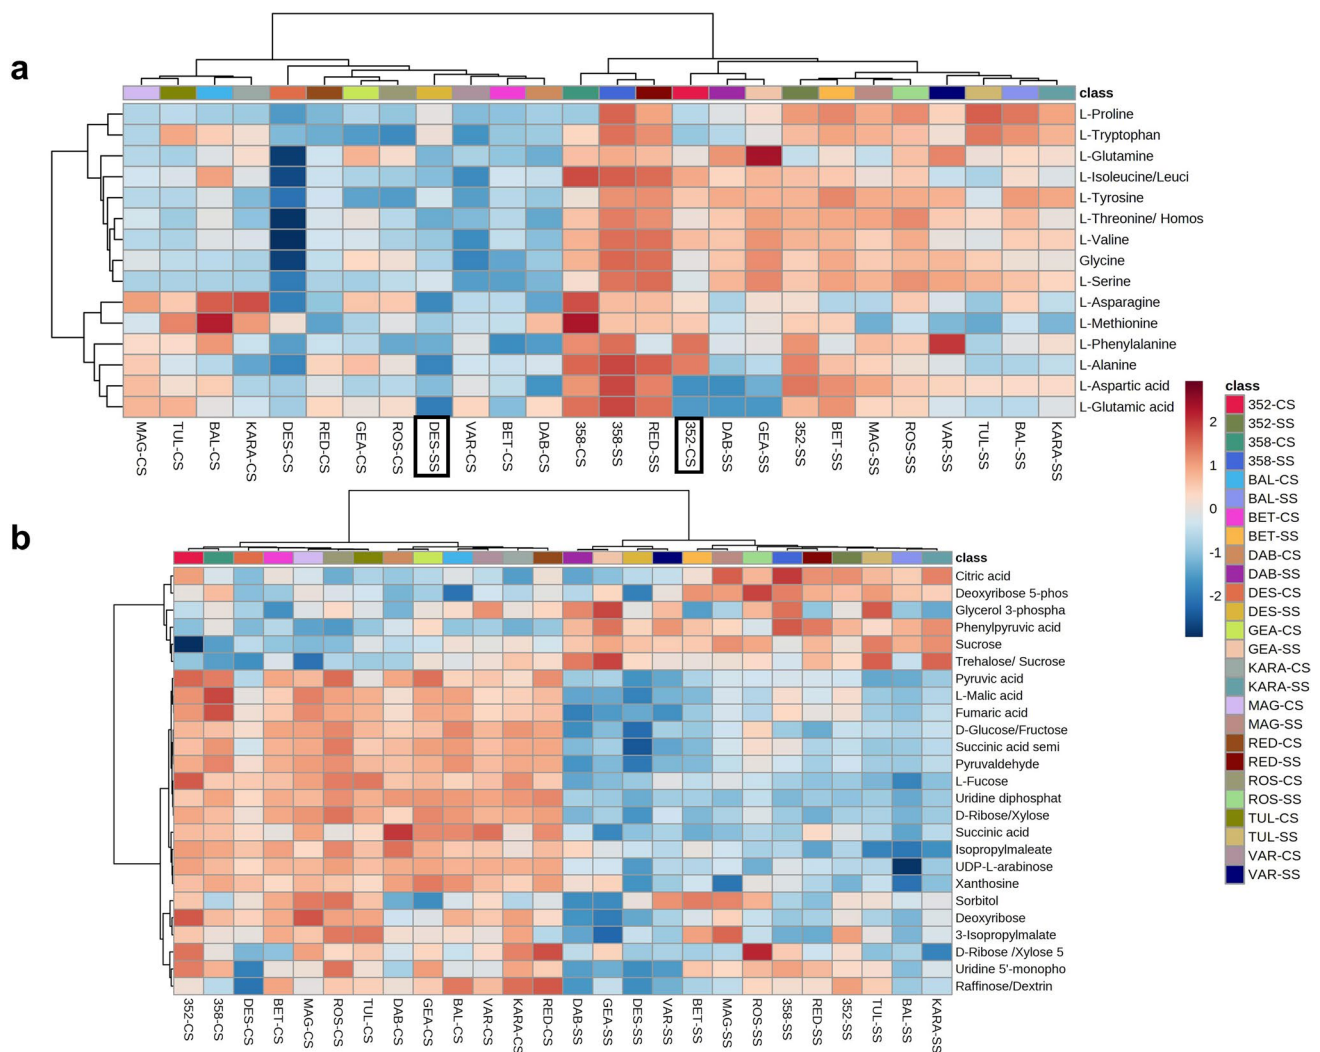 a
class
L-Proline
L-Tryptophan
L-Glutamine
L-Isoleucine/Leuci
L-Tyrosine
L-Threonine/ Homos
L-Valine
Glycine
L-Serine
L-Asparagine
L-Methionine
L-Phenylalanine
L-Alanine
L-Aspartic acid
L-Glutamic acid
MAG-CS
TUL-CS
BAL-CS
KARA-CS
DES-CS
RED-CS
GEA-CS
ROS-CS
DES-SS
VAR-CS
BET-CS
DAB-CS
358-CS
358-SS
RED-SS
352-CS
DAB-SS
GEA-SS
352-SS
BET-SS
MAG-SS
ROS-SS
VAR-SS
TUL-SS
BAL-SS
KARA-SS
2
1
0
-1
-2
class
352-CS
352-SS
358-CS
358-SS
BAL-CS
BAL-SS
BET-CS
BET-SS
DAB-CS
DAB-SS
DES-CS
DES-SS
GEA-CS
GEA-SS
KARA-CS
KARA-SS
MAG-CS
MAG-SS
RED-CS
RED-SS
ROS-CS
ROS-SS
TUL-CS
TUL-SS
VAR-CS
VAR-SS
b
class
Citric acid
Deoxyribose 5-phos
Glycerol 3-phospha
Phenylpyruvic acid
Sucrose
Trehalose/ Sucrose
Pyruvic acid
L-Malic acid
Fumaric acid
D-Glucose/Fructose
Succinic acid semi
Pyruvaldehyde
L-Fucose
Uridine diphosphat
D-Ribose/Xylose
Succinic acid
Isopropylmaleate
UDP-L-arabinose
Xanthosine
Sorbitol
Deoxyribose
3-Isopropylmalate
D-Ribose /Xylose 5
Uridine 5'-monopho
Raffinose/Dextrin
352-CS
358-CS
DES-CS
BET-CS
MAG-CS
ROS-CS
TUL-CS
DAB-CS
GEA-CS
BAL-CS
VAR-CS
KARA-CS
RED-CS
DAB-SS
GEA-SS
DES-SS
VAR-SS
BET-SS
MAG-SS
ROS-SS
358-SS
RED-SS
352-SS
TUL-SS
BAL-SS
KARA-SS